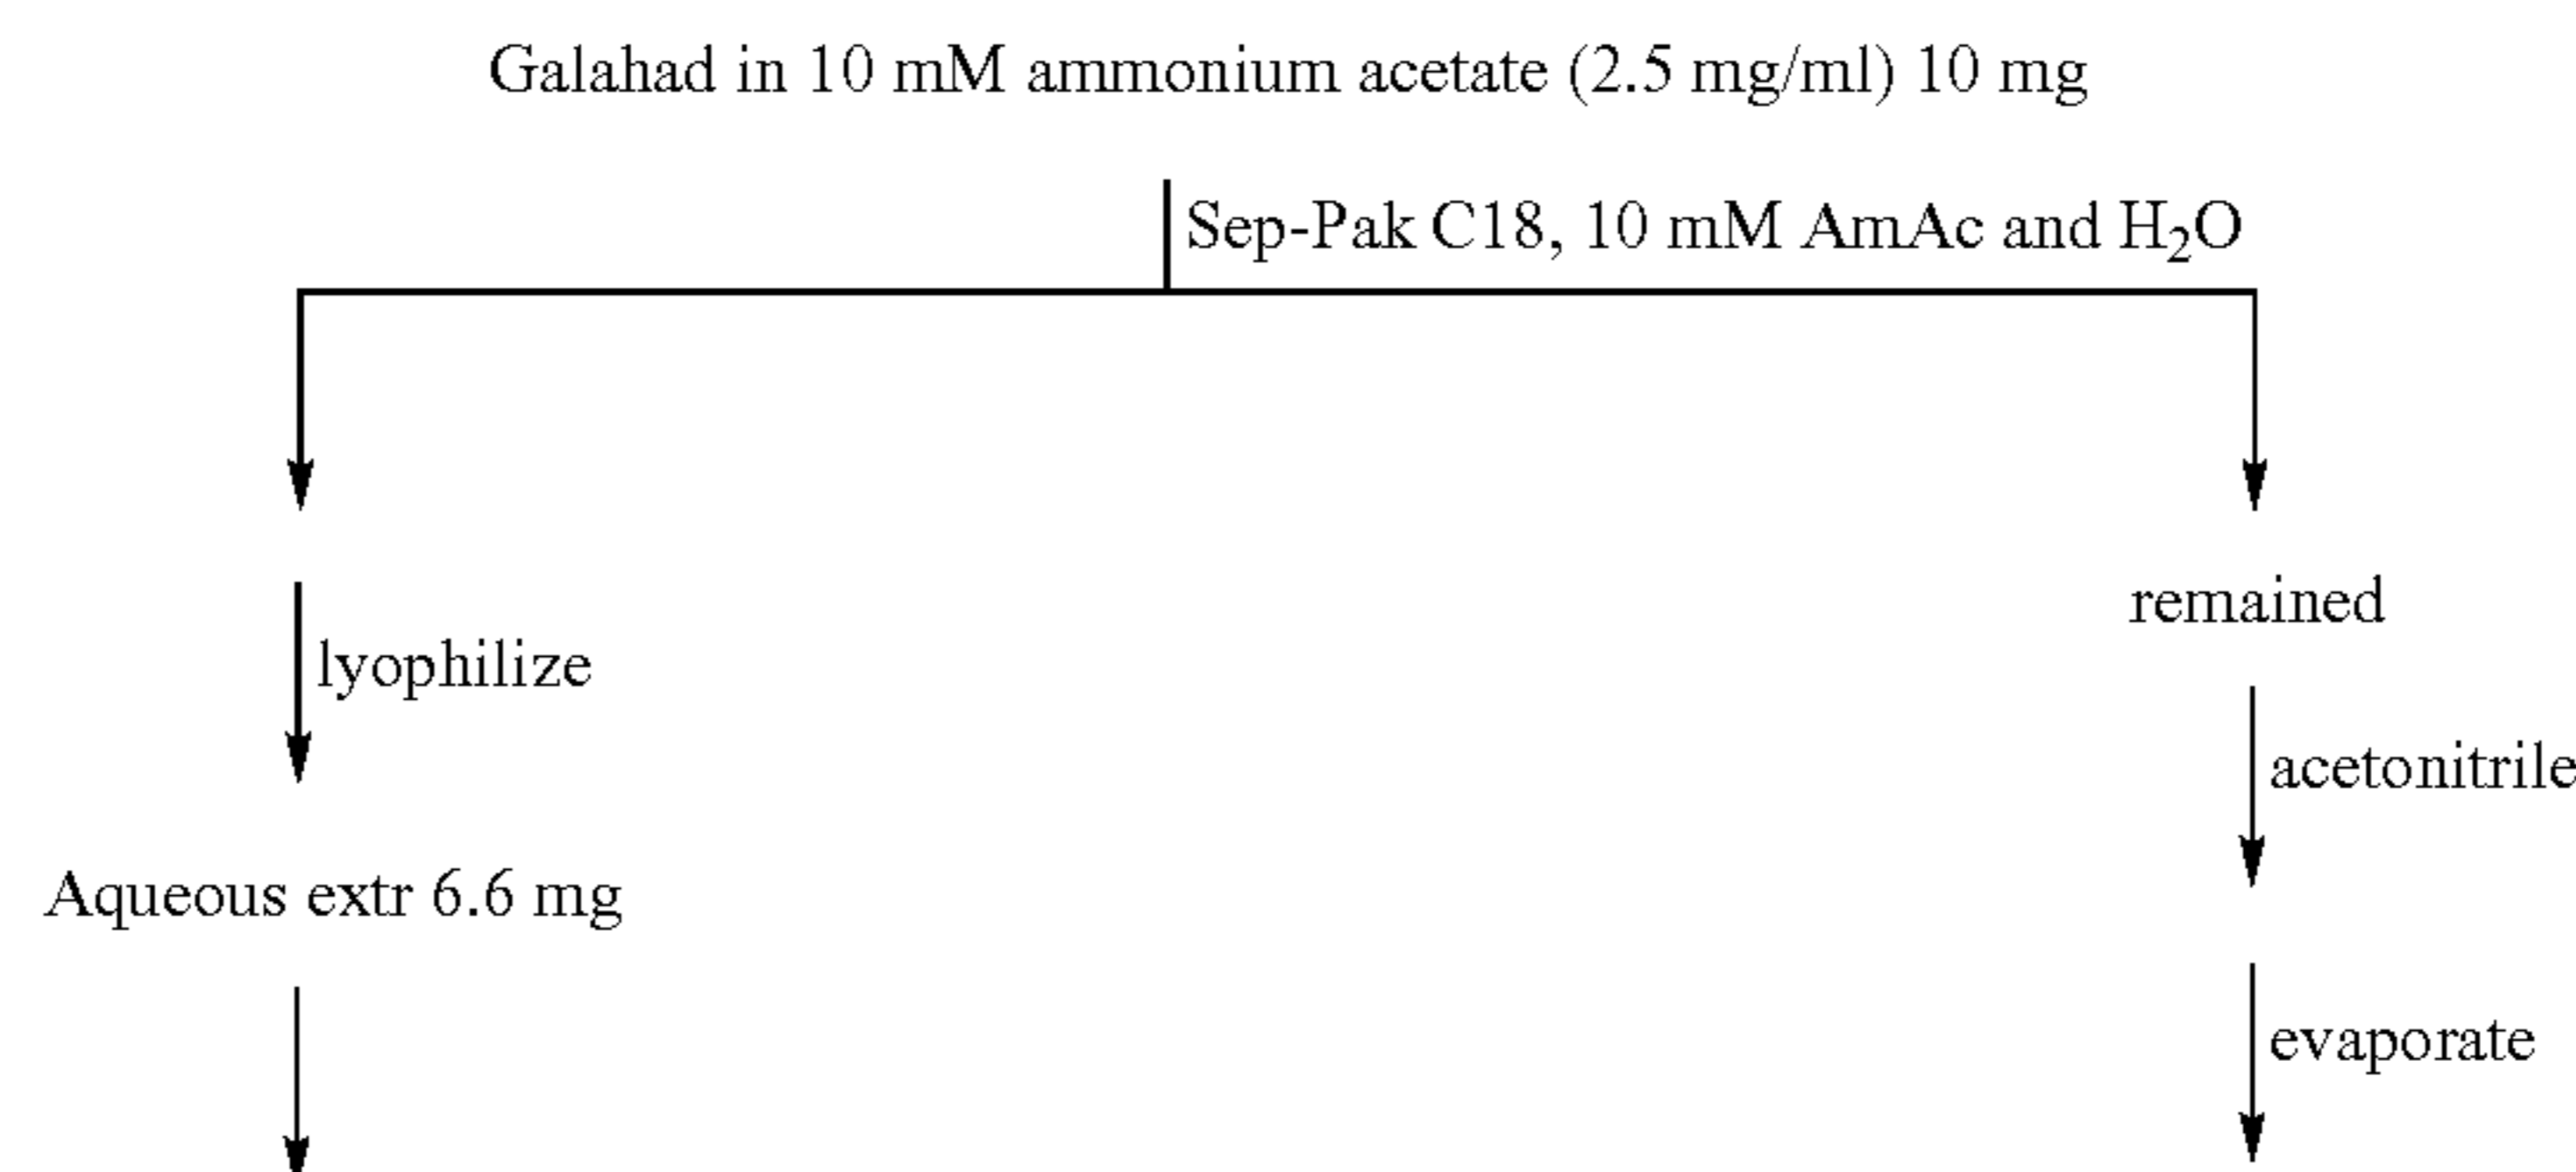 Galahad in 10 mM ammonium acetate (2.5 mg/ml) 10 mg
Sep-Pak C18, 10 mM AmAc and H₂O
remained
lyophilize
acetonitrile
Aqueous extr 6.6 mg
evaporate